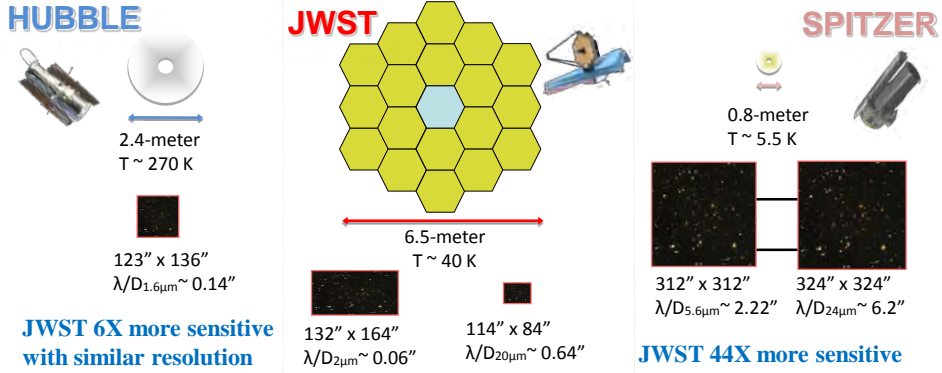 HUBBLE
2.4-meter
T ~ 270 K
123” x 136”
λ/D1.6μm~ 0.14”
JWST 6X more sensitive
with similar resolution
JWST
6.5-meter
T ~ 40 K
132” x 164”
λ/D2μm~ 0.06”
114” x 84”
λ/D20μm~ 0.64”
SPITZER
0.8-meter
T ~ 5.5 K
312” x 312”
λ/D5.6μm~ 2.22”
324” x 324”
λ/D24μm~ 6.2”
JWST 44X more sensitive